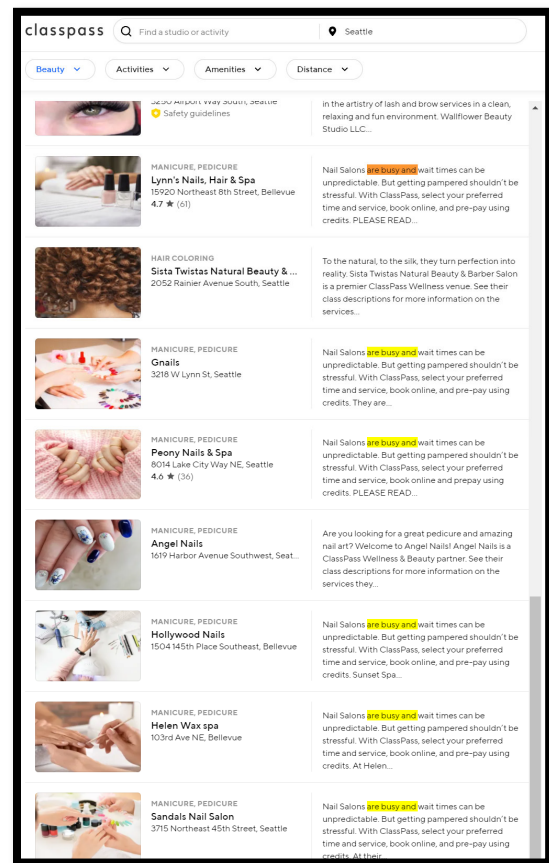 classpass
Find a studio or activity
Seattle
Beauty
Activities
Amenities
Distance
3250 Airport Way South, Seattle
Safety guidelines
in the artistry of lash and brow services in a clean,
relaxing and fun environment. Wallflower Beauty
Studio LLC...
MANICURE, PEDICURE
Lynn's Nails, Hair & Spa
15920 Northeast 8th Street, Bellevue
4.7 ★ (61)
Nail Salons are busy and wait times can be
unpredictable. But getting pampered shouldn't be
stressful. With ClassPass, select your preferred
time and service, book online, and pre-pay using
credits. PLEASE READ...
HAIR COLORING
Sista Twistas Natural Beauty & ...
2052 Rainier Avenue South, Seattle
To the natural, to the silk, they turn perfection into
reality. Sista Twistas Natural Beauty & Barber Salon
is a premier ClassPass Wellness venue. See their
class descriptions for more information on the
services...
MANICURE, PEDICURE
Gnails
3218 W Lynn St, Seattle
Nail Salons are busy and wait times can be
unpredictable. But getting pampered shouldn't be
stressful. With ClassPass, select your preferred
time and service, book online, and pre-pay using
credits. They are...
MANICURE, PEDICURE
Peony Nails & Spa
8014 Lake City Way NE, Seattle
4.6 ★ (36)
Nail Salons are busy and wait times can be
unpredictable. But getting pampered shouldn't be
stressful. With ClassPass, select your preferred
time and service, book online and prepay using
credits. PLEASE READ...
MANICURE, PEDICURE
Angel Nails
1619 Harbor Avenue Southwest, Seat...
Are you looking for a great pedicure and amazing
nail art? Welcome to Angel Nails! Angel Nails is a
ClassPass Wellness & Beauty partner. See their
class descriptions for more information on the
services they...
MANICURE, PEDICURE
Hollywood Nails
1504 145th Place Southeast, Bellevue
Nail Salons are busy and wait times can be
unpredictable. But getting pampered shouldn't be
stressful. With ClassPass, select your preferred
time and service, book online, and pre-pay using
credits. Sunset Spa...
MANICURE, PEDICURE
Helen Wax spa
103rd Ave NE, Bellevue
Nail Salons are busy and wait times can be
unpredictable. But getting pampered shouldn't be
stressful. With ClassPass, select your preferred
time and service, book online, and pre-pay using
credits. At Helen...
MANICURE, PEDICURE
Sandals Nail Salon
3715 Northeast 45th Street, Seattle
Nail Salons are busy and wait times can be
unpredictable. But getting pampered shouldn't be
stressful. With ClassPass, select your preferred
time and service, book online, and pre-pay using
credits. At their